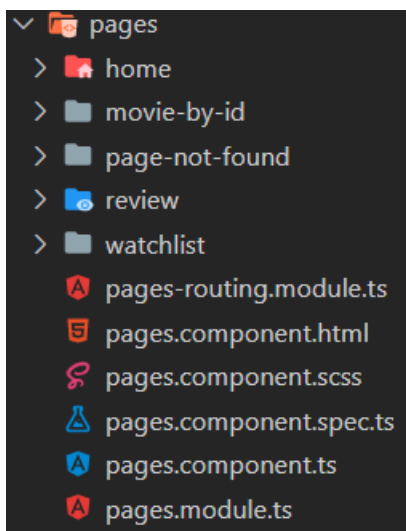 pages
home
movie-by-id
page-not-found
review
watchlist
pages-routing.module.ts
pages.component.html
pages.component.scss
pages.component.spec.ts
pages.component.ts
pages.module.ts